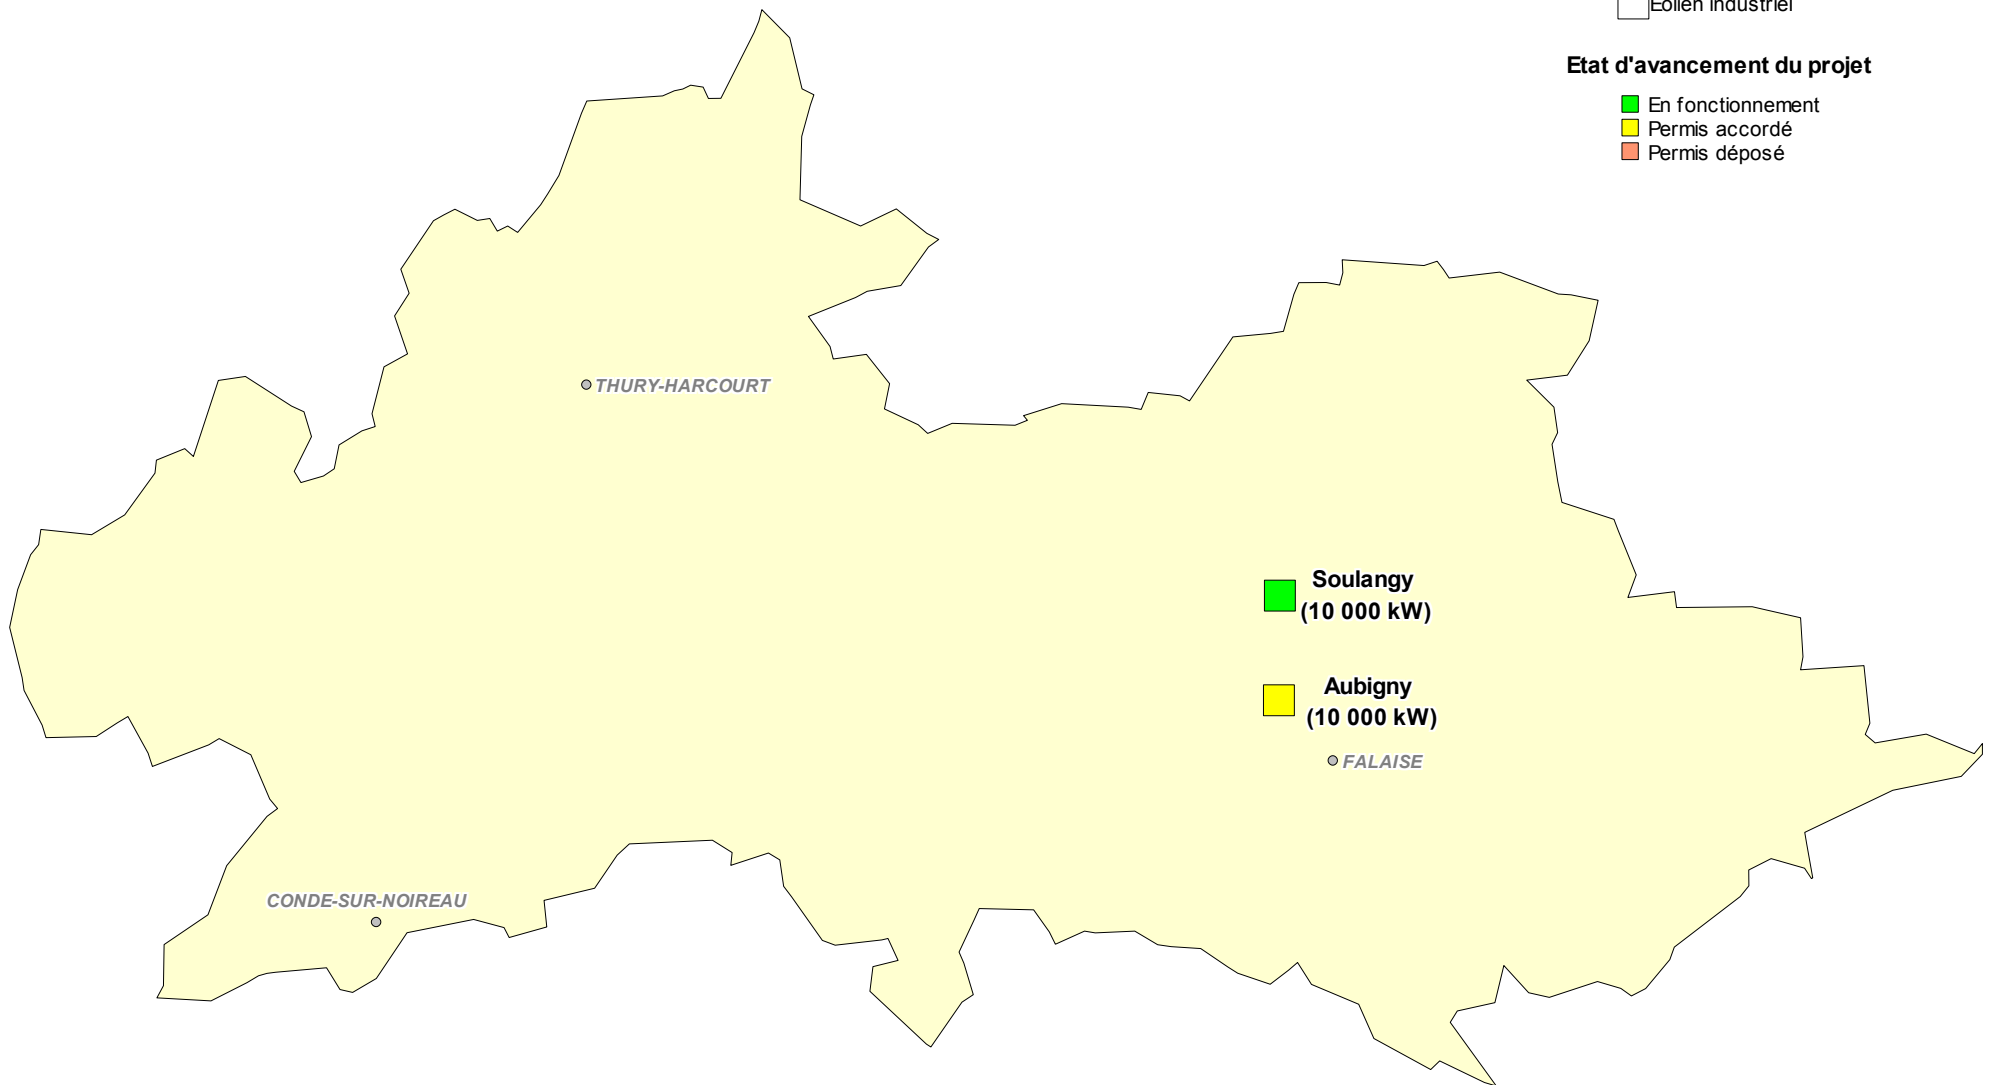 Eolien industriel
Etat d'avancement du projet
En fonctionnement
Permis accordé
Permis déposé
THURY-HARCOURT
Soulangy
(10 000 kW)
Aubigny
(10 000 kW)
FALAISE
CONDE-SUR-NOIREAU